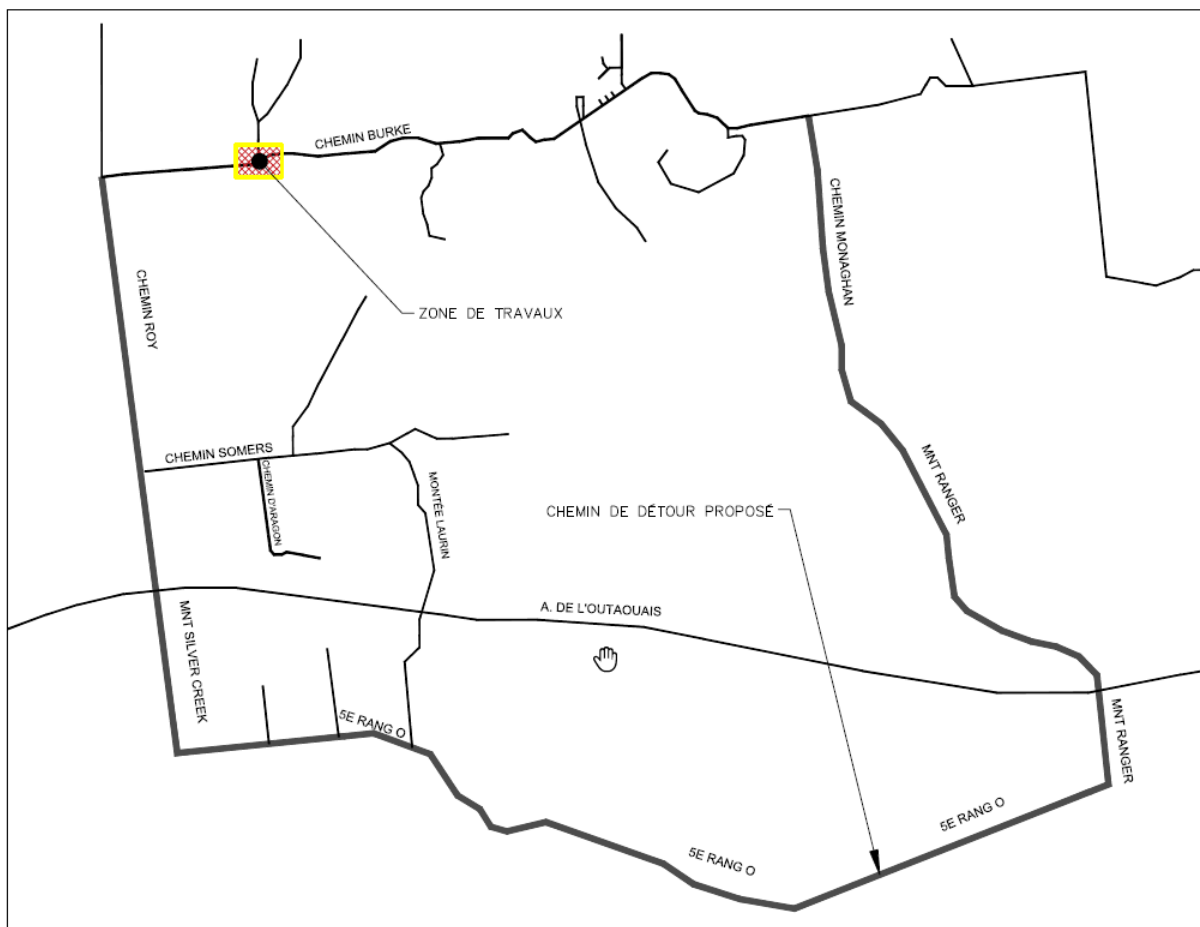 CHEMIN BURKE
CHEMIN MONAGHAN
CHEMIN ROY
ZONE DE TRAVAUX
CHEMIN SOMERS
CHEMIN D'ARAGON
MONTÉE LAURIN
MNT RANGER
CHEMIN DE DÉTOUR PROPOSÉ
A. DE L'OUTAOUAIS
MNT SILVER CREEK
5E RANG O
MNT RANGER
5E RANG O
5E RANG O